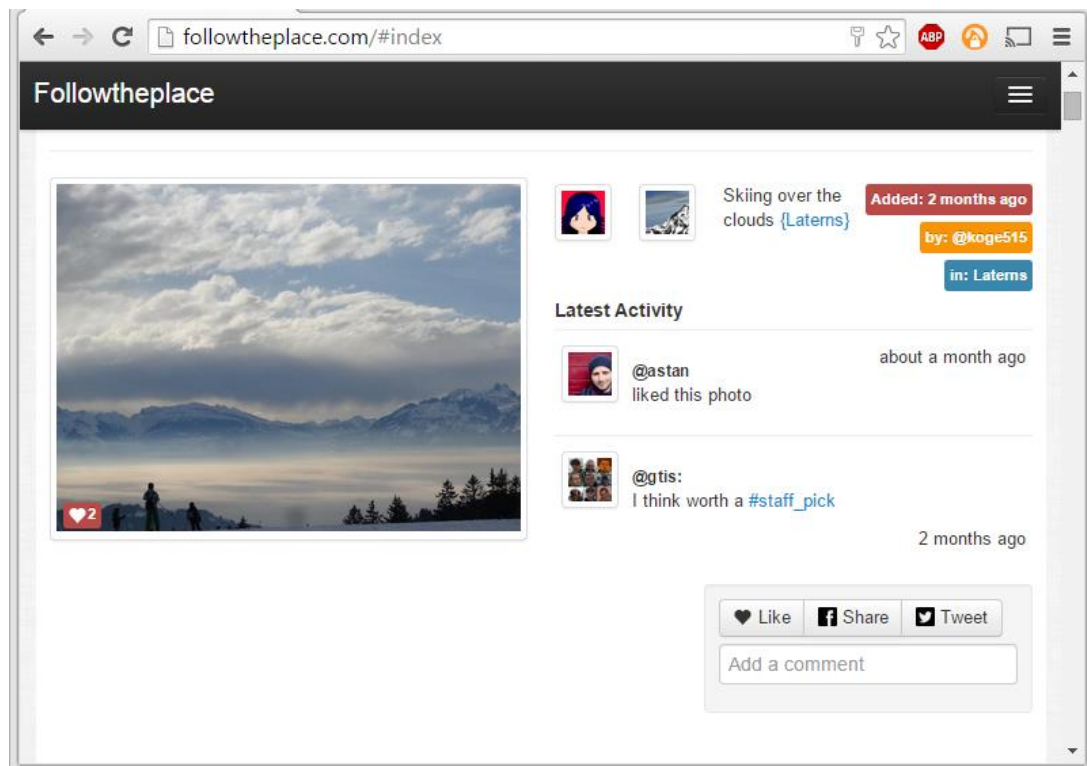 followtheplace.com/#index
ABP
Followtheplace
Skiing over the
clouds {Laterns}
Added: 2 months ago
by: @koge515
in: Laterns
Latest Activity
@astan
liked this photo
about a month ago
@gtis:
I think worth a #staff_pick
2 months ago
2
Like
Share
Tweet
Add a comment